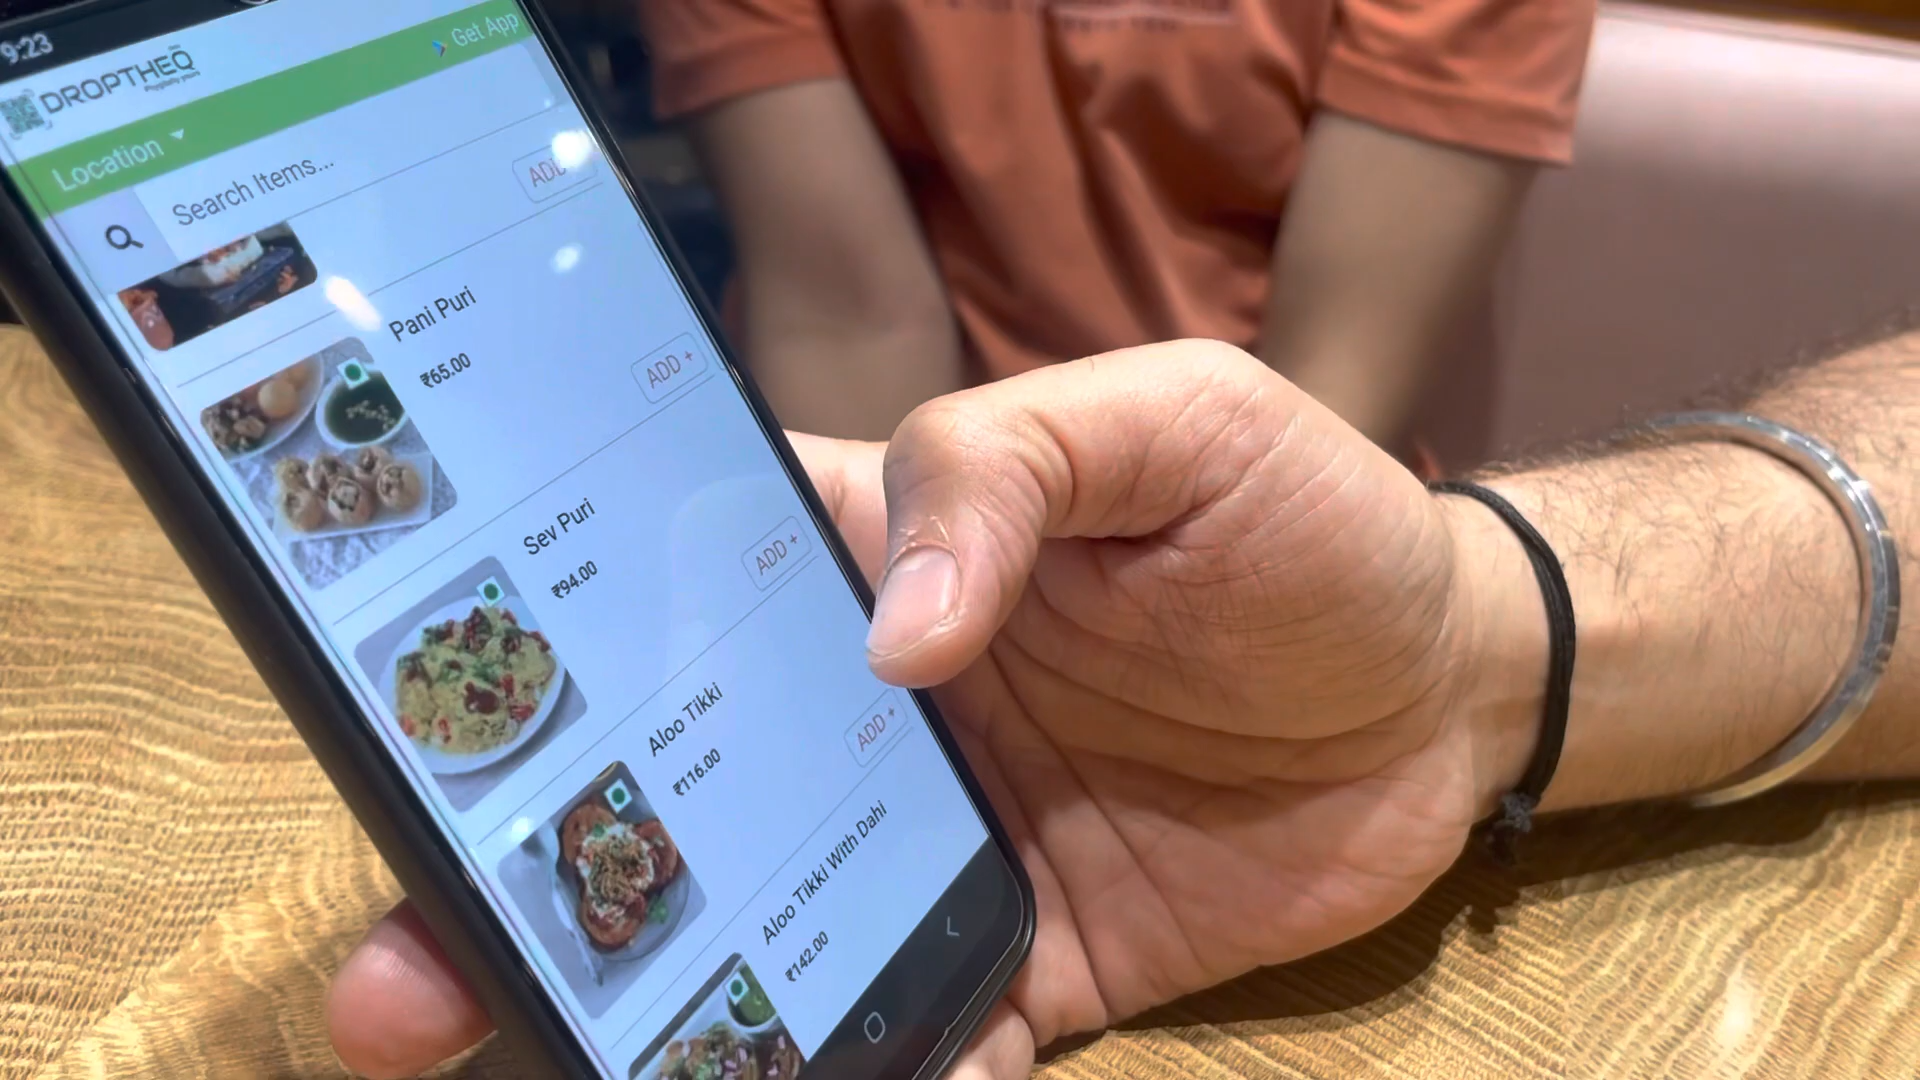 9:23
DROPTHEQ
Get App
Location
Search Items...
ADD
Pani Puri
₹65.00
ADD +
Sev Puri
₹94.00
ADD +
Aloo Tikki
₹116.00
ADD +
Aloo Tikki With Dahi
₹142.00